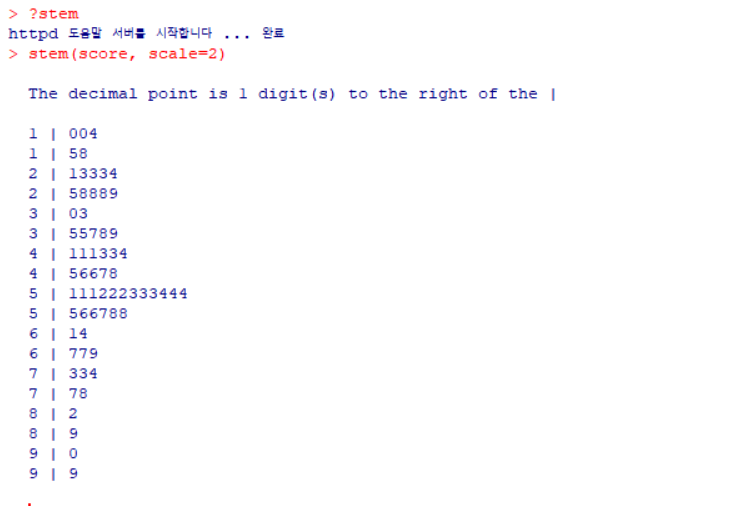 > ?stem
httpd 도움말 서버를 시작합니다 ... 완료
> stem(score, scale=2)
The decimal point is 1 digit(s) to the right of the |
1 | 004
1 | 58
2 | 13334
2 | 58889
3 | 03
3 | 55789
4 | 111334
4 | 56678
5 | 111222333444
5 | 566788
6 | 14
6 | 779
7 | 334
7 | 78
8 | 2
8 | 9
9 | 0
9 | 9